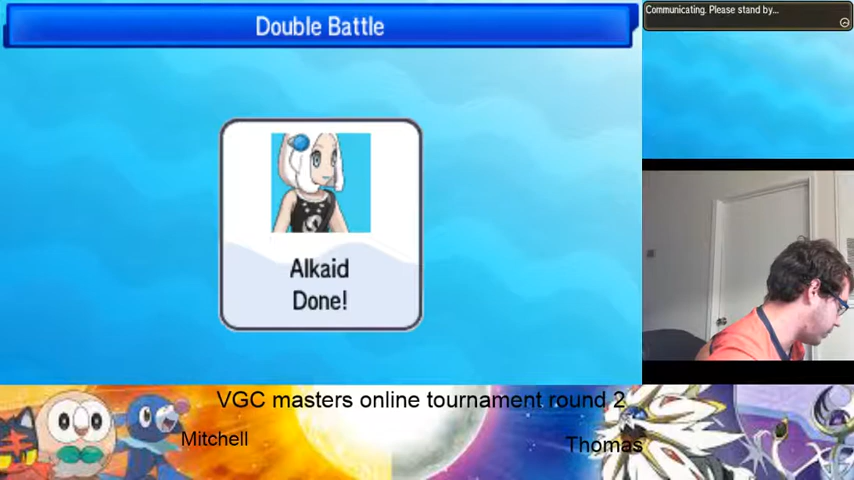 Double Battle
Communicating. Please stand by...
Alkaid
Done!
VGC masters online tournament round 2
Mitchell
Thomas